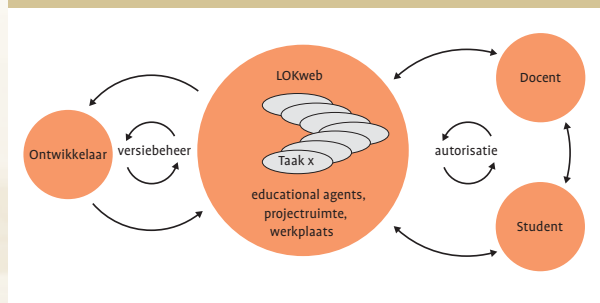 LOKweb
Docent
Ontwikkelaar
versiebeheer
Taak x
autorisatie
educational agents,
projectruimte,
werkplaats
Student